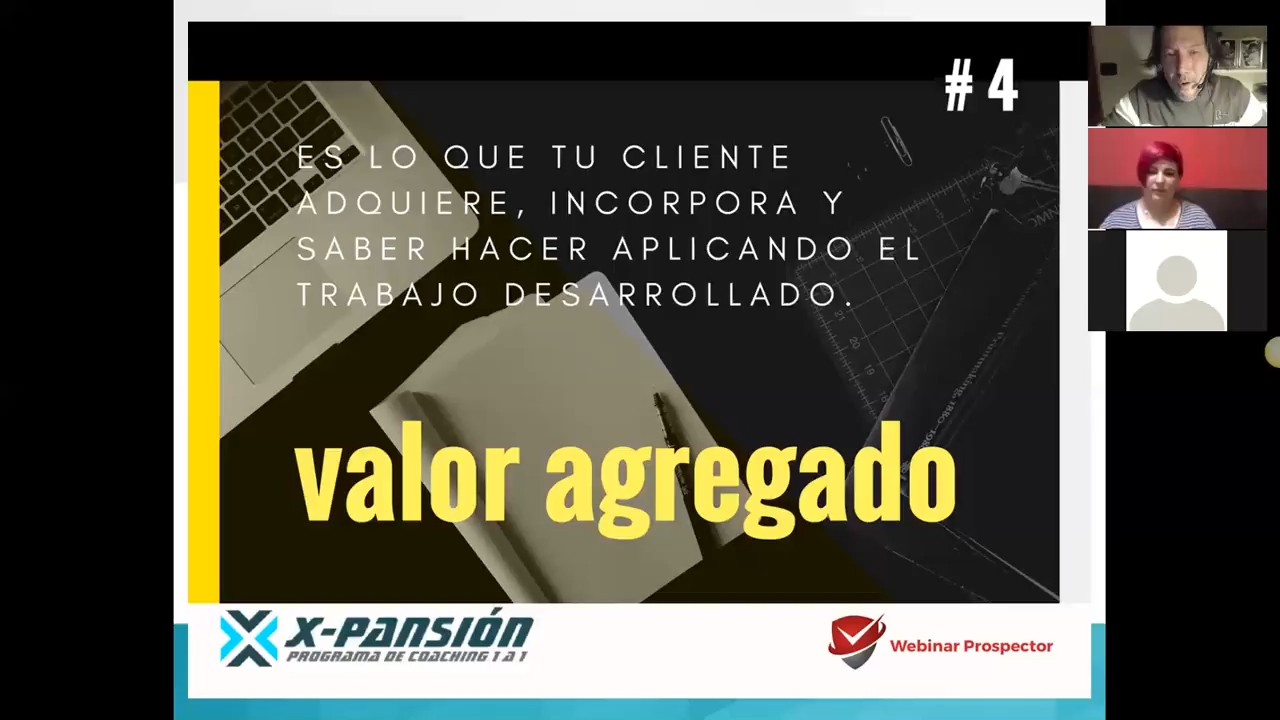 # 4
ES LO QUE TU CLIENTE
ADQUIERE, INCORPORA Y
SABER HACER APLICANDO EL
TRABAJO DESARROLLADO.
valor agregado
X-PANSIÓN
PROGRAMA DE COACHING 1 A 1
Webinar Prospector